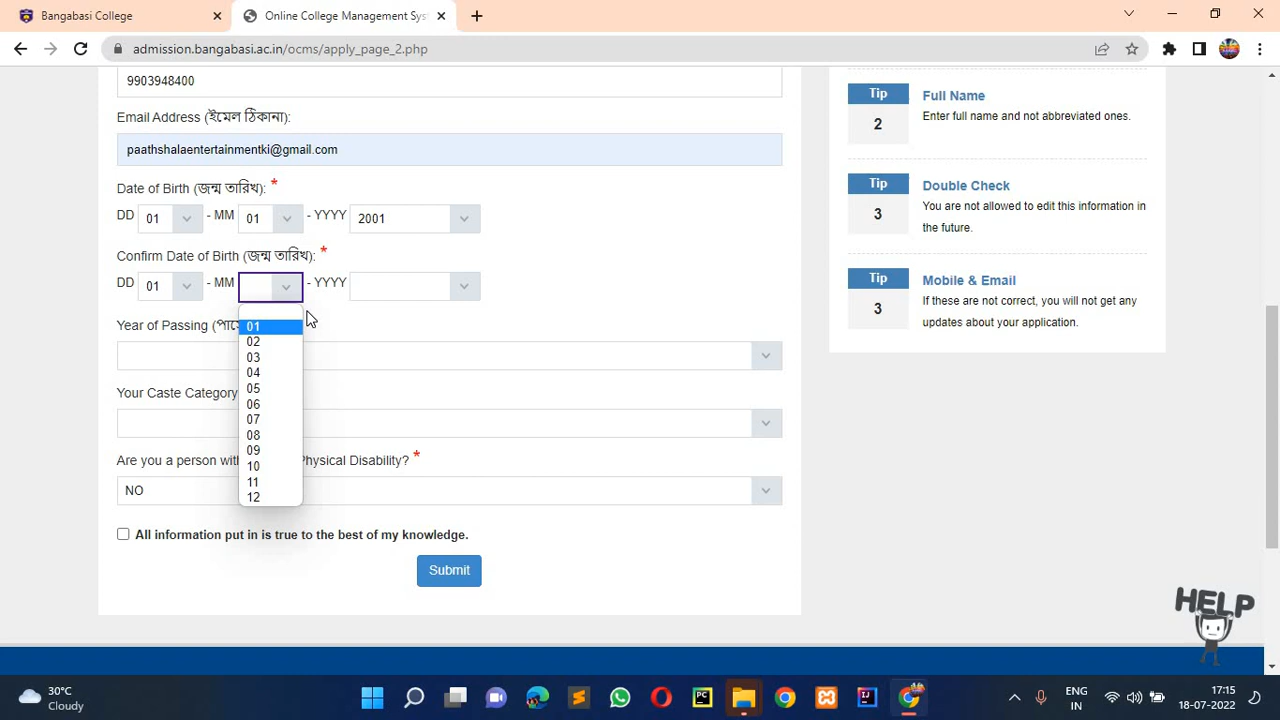 Bangabasi College
Online College Management Sys
admission.bangabasi.ac.in/ocms/apply_page_2.php
9903948400
Email Address (ইমেল ঠিকানা):
paathshalaentertainmentki@gmail.com
Date of Birth (জন্ম তারিখ): *
DD 01 - MM 01 - YYYY 2001
Confirm Date of Birth (জন্ম তারিখ): *
DD 01 - MM - YYYY
01
02
03
04
05
06
07
08
09
10
11
12
Year of Passing
Your Caste Category
Are you a person Physical Disability? *
NO
All information put in is true to the best of my knowledge.
Submit
Tip
2
Full Name
Enter full name and not abbreviated ones.
Tip
3
Double Check
You are not allowed to edit this information in
the future.
Tip
3
Mobile & Email
If these are not correct, you will not get any
updates about your application.
HELP
30°C
Cloudy
ENG
IN
17:15
18-07-2022